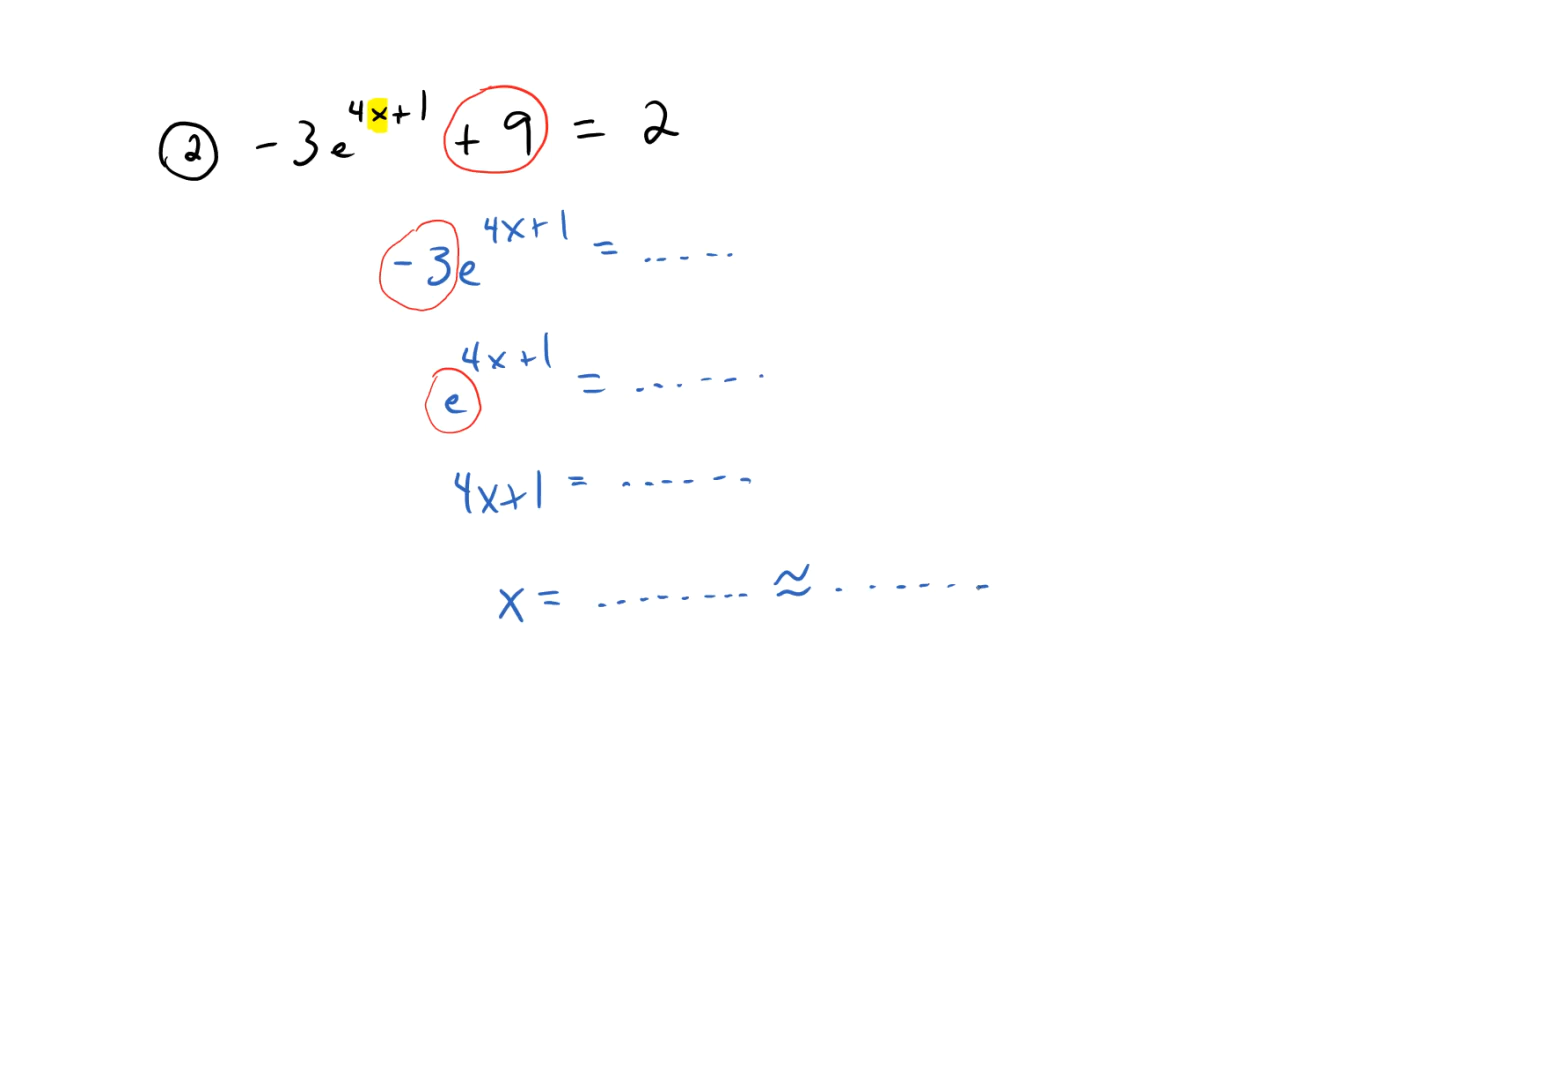 ② -3e^{4x+1} + 9 = 2
-3e^{4x+1} = ......
e^{4x+1} = .......
4x+1 = .......
x = ......... ≈ .......